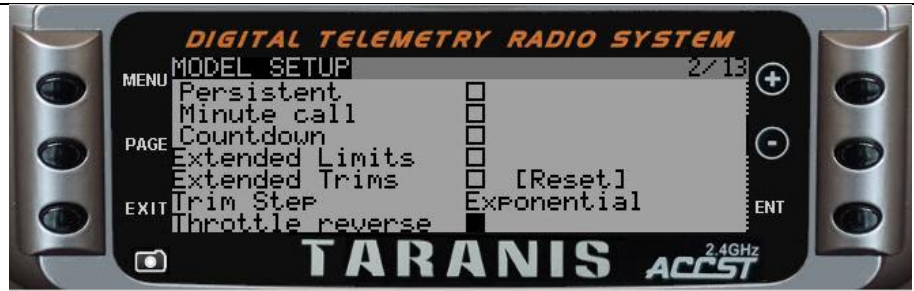 DIGITAL TELEMETRY RADIO SYSTEM
MODEL SETUP 2/13
MENU
Persistent
Minute call
PAGE
Countdown
Extended Limits
Extended Trims [Reset]
EXIT
Trim Step Exponential
ENT
Throttle reverse
TARANIS
2.4GHz
ACCST